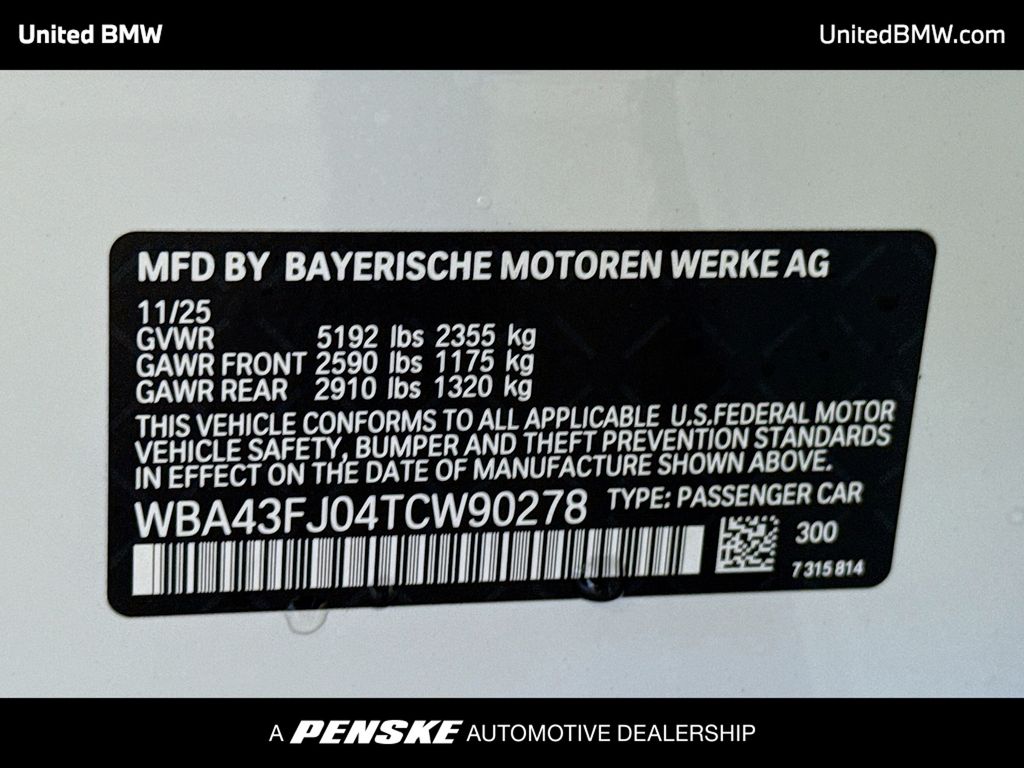 United BMW
UnitedBMW.com
MFD BY BAYERISCHE MOTOREN WERKE AG
11/25
GVWR 5192 lbs 2355 kg
GAWR FRONT 2590 lbs 1175 kg
GAWR REAR 2910 lbs 1320 kg
THIS VEHICLE CONFORMS TO ALL APPLICABLE U.S.FEDERAL MOTOR
VEHICLE SAFETY, BUMPER AND THEFT PREVENTION STANDARDS
IN EFFECT ON THE DATE OF MANUFACTURE SHOWN ABOVE.
WBA43FJ04TCW90278 TYPE: PASSENGER CAR
300
7 315 814
A PENSKE AUTOMOTIVE DEALERSHIP